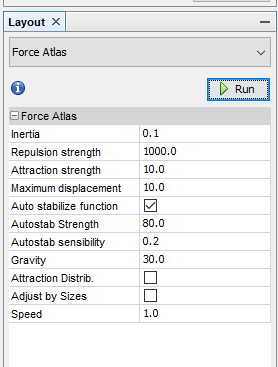 Layout
Force Atlas
Run
Force Atlas
Inertia 0.1
Repulsion strength 1000.0
Attraction strength 10.0
Maximum displacement 10.0
Auto stabilize function
Autostab Strength 80.0
Autostab sensibility 0.2
Gravity 30.0
Attraction Distrib.
Adjust by Sizes
Speed 1.0